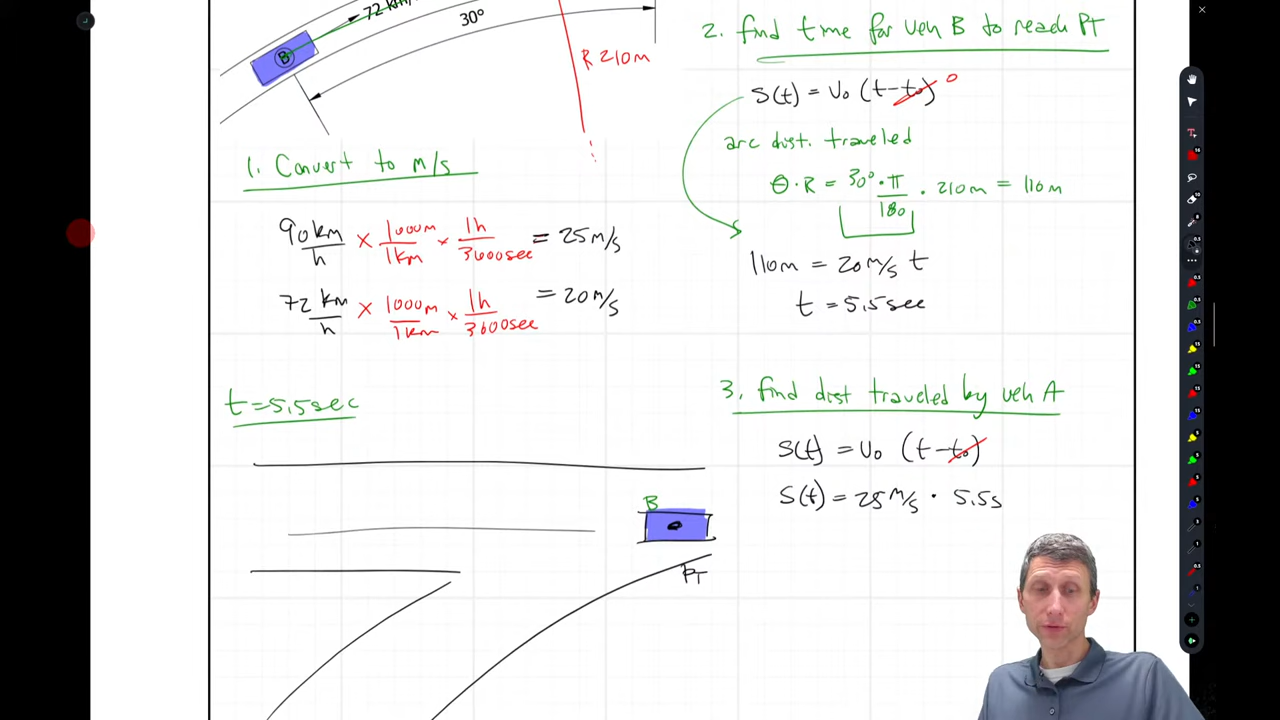 72 km/
B
30°
R 210m
1. Convert to m/s
90 km/h × 1000m/1km × 1h/3600sec = 25 m/s
72 km/h × 1000m/1km × 1h/3600sec = 20 m/s
t = 5.5 sec
B
PT
2. find time for veh B to reach PT
S(t) = v₀ (t-t₀) 0
arc dist. traveled
θ·R = 30°·π/180 · 210m = 110m
110m = 20 m/s t
t = 5.5 sec
3. find dist traveled by veh A
S(t) = v₀ (t-t₀)
S(t) = 25 m/s · 5.5s